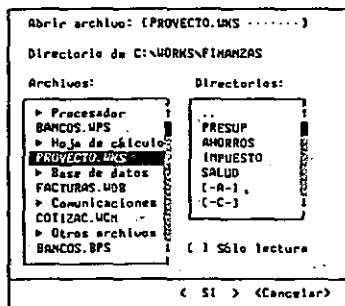 Abrir archivo: [PROYECTO.WKS ·······]
Directorio de C:\WORKS\FINANZAS
Archivos: Directorios:
► Procesador ..
BANCOS.WPS PRESUP
► Hoja de cálculo AHORROS
PROYECTO.WKS IMPUESTO
► Base de datos SALUD
FACTURAS.WDB [-A-]
► Comunicaciones [-C-]
COTIZAC.WCM
► Otros archivos
BANCOS.BPS [ ] Sólo lectura
< SI > <Cancelar>